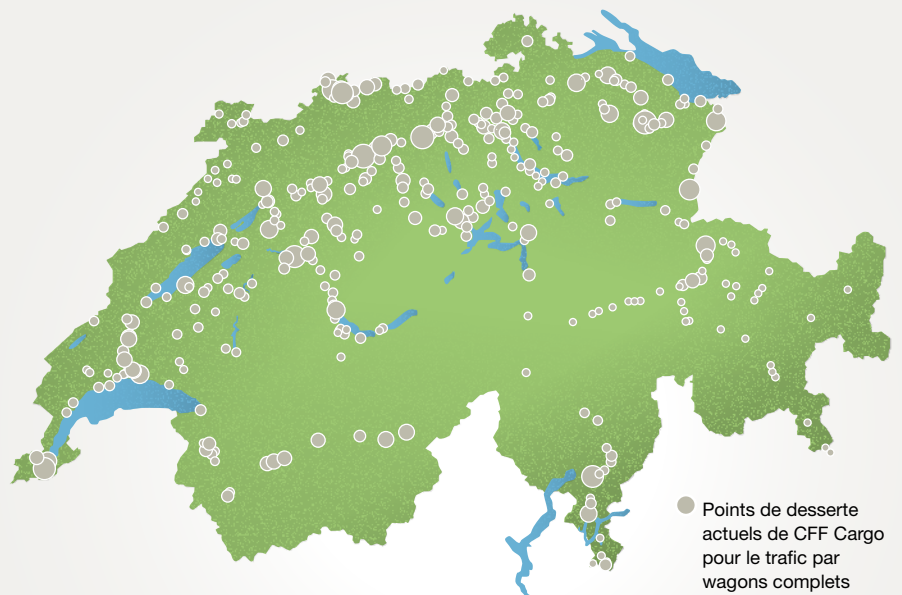 Points de desserte
actuels de CFF Cargo
pour le trafic par
wagons complets